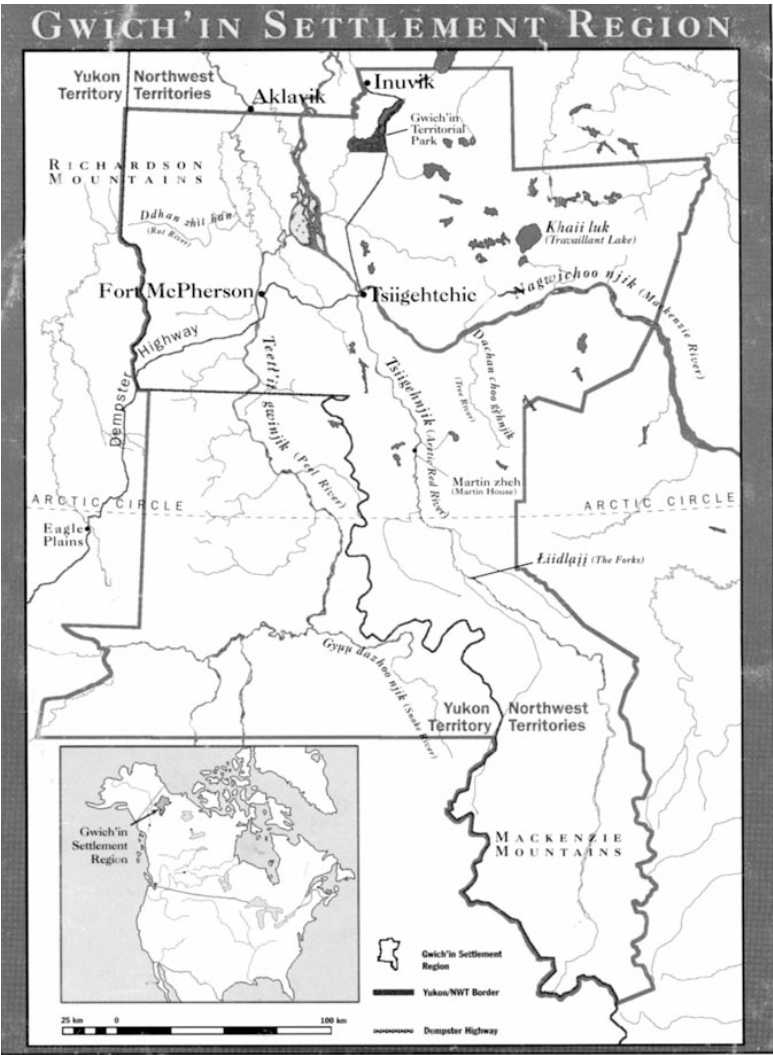 GWICH'IN SETTLEMENT REGION
Yukon
Territory
Northwest
Territories
Aklavik
Inuvik
Gwich'in
Territorial
Park
RICHARDSON
MOUNTAINS
Ddhah zhit han
(Rat River)
Khaii luk
(Travaillant Lake)
Fort McPherson
Tsiigehtchic
Nagwichoo njik (Mackenzie River)
Dempster Highway
Teetł'it gwinjik (Peel River)
Tsiigehnjik (Arctic Red River)
Dachan choo gęhnjik
(Tree River)
Martin zheh
(Martin House)
ARCTIC CIRCLE
ARCTIC CIRCLE
Eagle
Plains
Łiidląįį (The Forks)
Gyųų dazhoo njik (Snake River)
Yukon
Territory
Northwest
Territories
MACKENZIE
MOUNTAINS
Gwich'in
Settlement
Region
Gwich'in Settlement
Region
Yukon/NWT Border
Dempster Highway
25 km
0
100 km